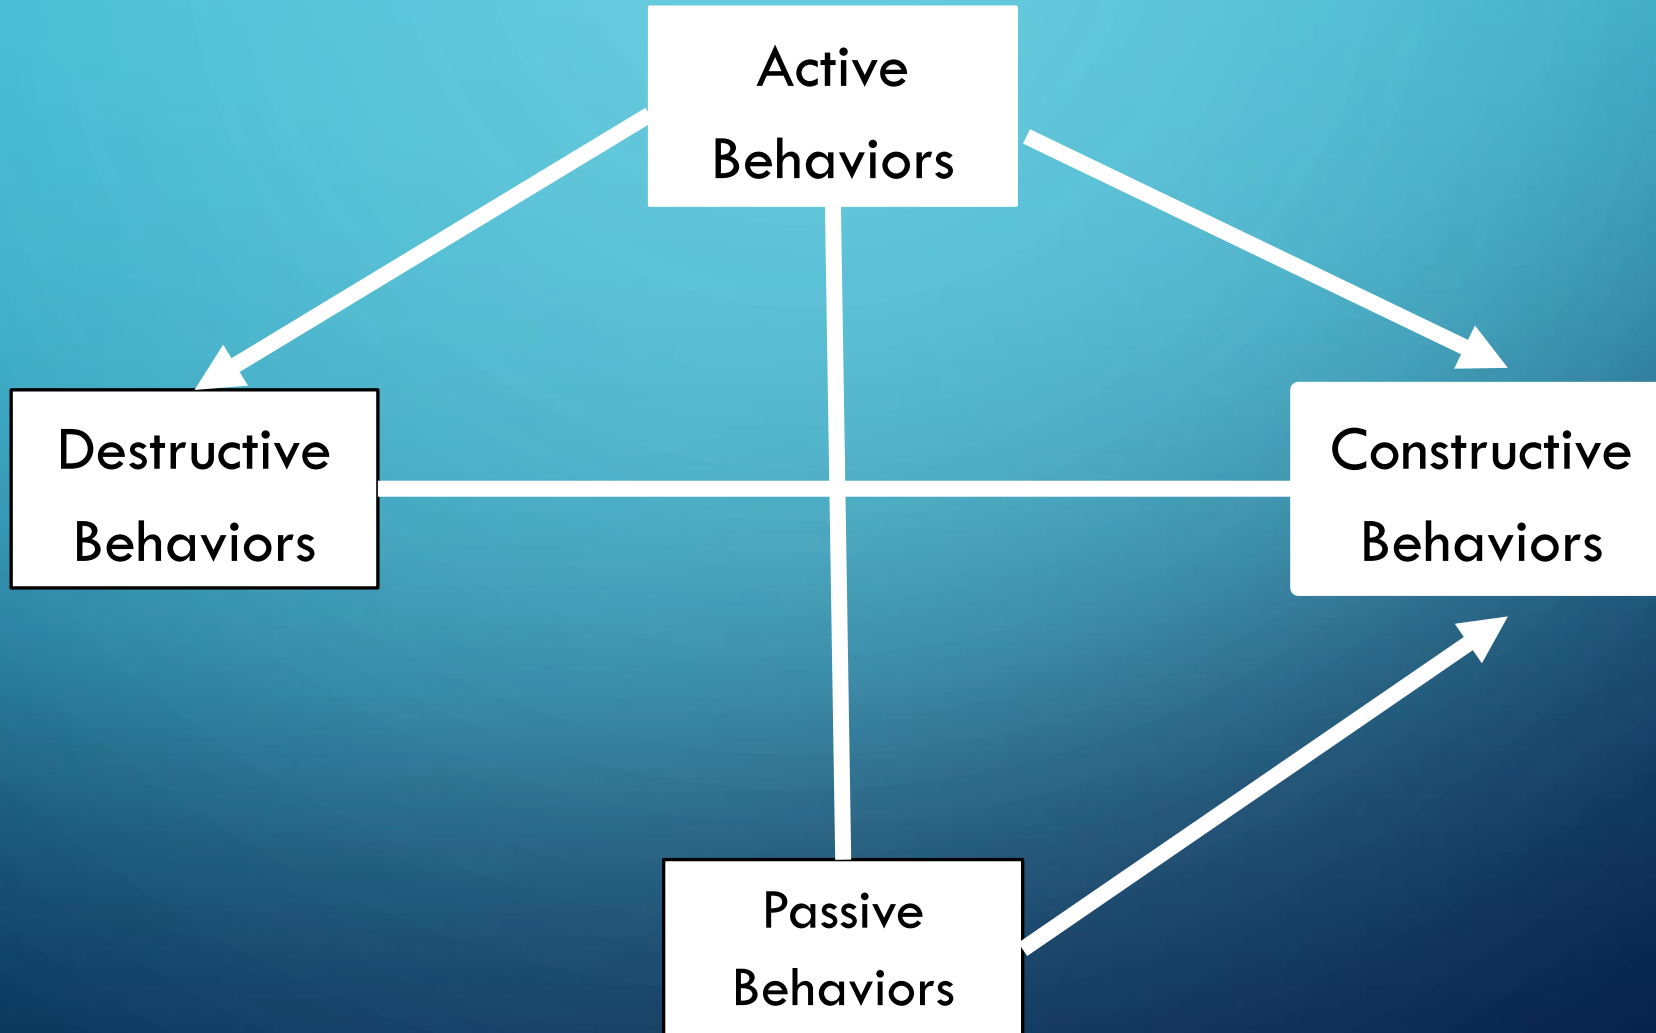 Active
Behaviors
Destructive
Behaviors
Constructive
Behaviors
Passive
Behaviors